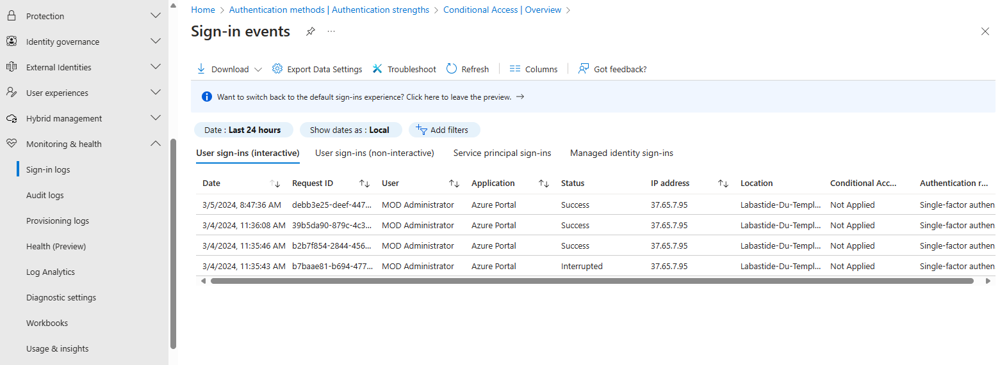 Protection
Identity governance
External Identities
User experiences
Hybrid management
Monitoring & health
Sign-in logs
Audit logs
Provisioning logs
Health (Preview)
Log Analytics
Diagnostic settings
Workbooks
Usage & insights
Home > Authentication methods | Authentication strengths > Conditional Access | Overview >
Sign-in events ...
Download Export Data Settings Troubleshoot Refresh Columns Got feedback?
Want to switch back to the default sign-ins experience? Click here to leave the preview. →
Date : Last 24 hours Show dates as : Local Add filters
User sign-ins (interactive) User sign-ins (non-interactive) Service principal sign-ins Managed identity sign-ins
Date Request ID User Application Status IP address Location Conditional Acc... Authentication r...
3/5/2024, 8:47:36 AM debb3e25-deef-447... MOD Administrator Azure Portal Success 37.65.7.95 Labastide-Du-Templ... Not Applied Single-factor authen
3/4/2024, 11:36:08 AM 39b5da90-879c-4c3... MOD Administrator Azure Portal Success 37.65.7.95 Labastide-Du-Templ... Not Applied Single-factor authen
3/4/2024, 11:35:46 AM b2b7f854-2844-456... MOD Administrator Azure Portal Success 37.65.7.95 Labastide-Du-Templ... Not Applied Single-factor authen
3/4/2024, 11:35:43 AM b7baae81-b694-477... MOD Administrator Azure Portal Interrupted 37.65.7.95 Labastide-Du-Templ... Not Applied Single-factor authen